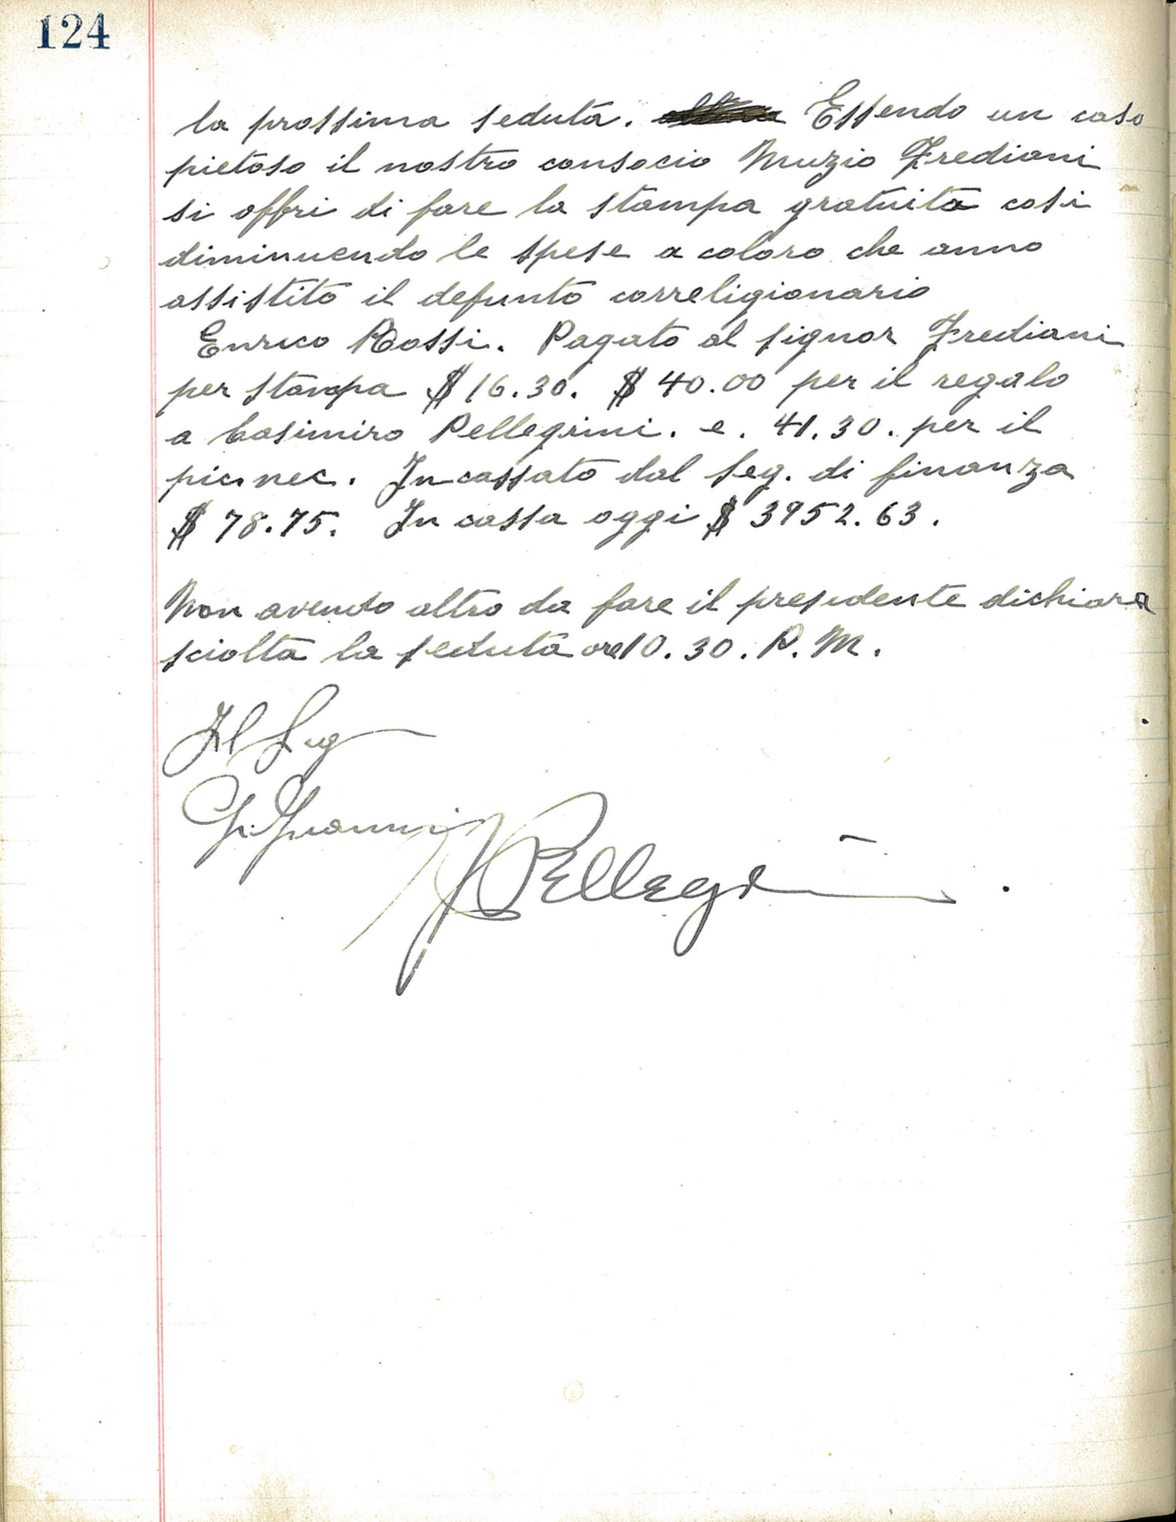 124
la prossima seduta. Essendo un caso
pietoso il nostro consocio Muzio Frediani
si offri di fare la stampa gratuita cosi
diminuendo le spese a coloro che anno
assistito il defunto correligionario
Enrico Rossi. Pagato al signor Frediani
per stampa $16.30. $40.00 per il regalo
a Casimiro Pellegrini. e. 41.30. per il
picnec. Incassato dal seg. di finanza
$78.75. In cassa oggi $3952.63.
Non avendo altro da fare il presidente dichiara
sciolta la seduta ore 10.30. P.M.
Il Seg
Pellegrini